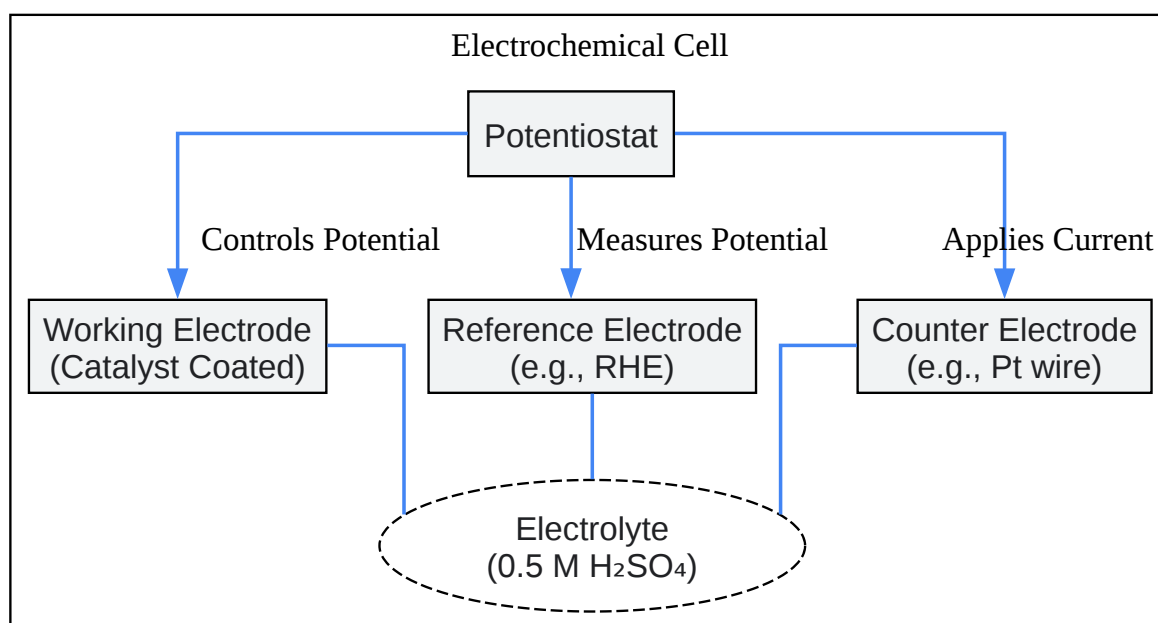 Electrochemical Cell
Potentiostat
Controls Potential
Measures Potential
Applies Current
Working Electrode
(Catalyst Coated)
Reference Electrode
(e.g., RHE)
Counter Electrode
(e.g., Pt wire)
Electrolyte
(0.5 M H₂SO₄)